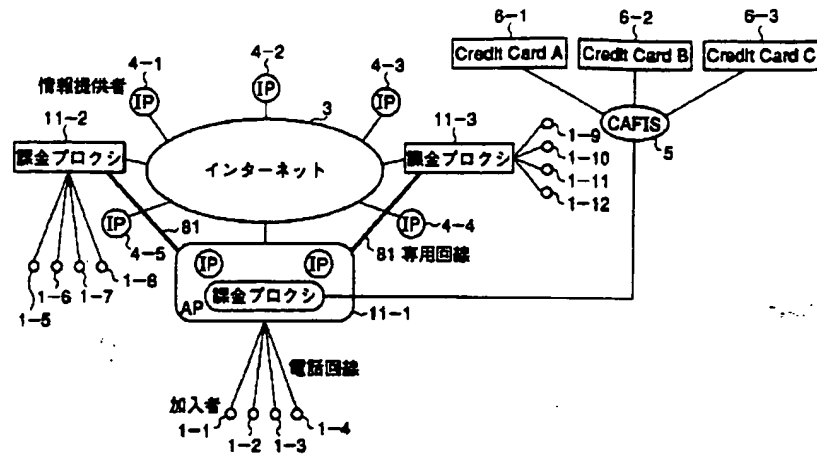 6-1
6-2
6-3
Credit Card A
Credit Card B
Credit Card C
4-1
4-2
4-3
情報提供者
IP
IP
IP
CAFIS
5
11-2
3
11-3
課金プロクシ
インターネット
課金プロクシ
1-9
1-10
1-11
1-12
IP
4-5
81
IP
4-4
81 専用回線
1-5
1-6
1-7
1-8
IP
IP
AP
課金プロクシ
11-1
電話回線
加入者
1-1
1-2
1-3
1-4